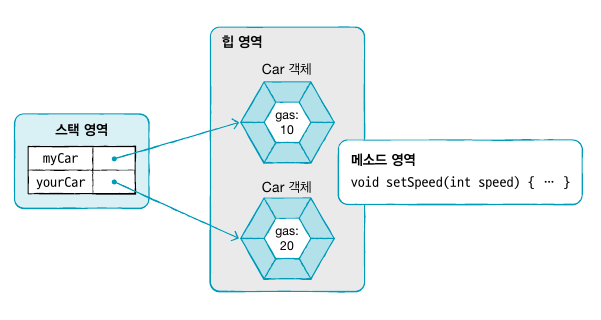 힙 영역
Car 객체
gas:
10
스택 영역
myCar
yourCar
메소드 영역
void setSpeed(int speed) { … }
Car 객체
gas:
20